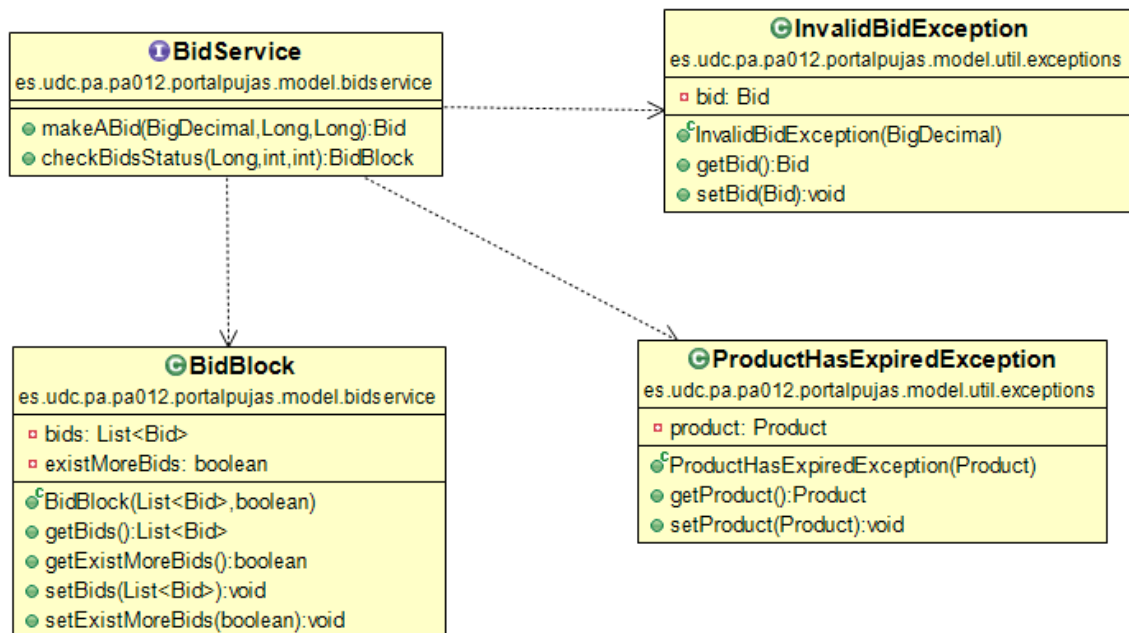 BidService
es.udc.pa.pa012.portalpujas.model.bidservice
makeABid(BigDecimal,Long,Long):Bid
checkBidsStatus(Long,int,int):BidBlock
InvalidBidException
es.udc.pa.pa012.portalpujas.model.util.exceptions
bid: Bid
InvalidBidException(BigDecimal)
getBid():Bid
setBid(Bid):void
BidBlock
es.udc.pa.pa012.portalpujas.model.bidservice
bids: List<Bid>
existMoreBids: boolean
BidBlock(List<Bid>,boolean)
getBids():List<Bid>
getExistMoreBids():boolean
setBids(List<Bid>):void
setExistMoreBids(boolean):void
ProductHasExpiredException
es.udc.pa.pa012.portalpujas.model.util.exceptions
product: Product
ProductHasExpiredException(Product)
getProduct():Product
setProduct(Product):void